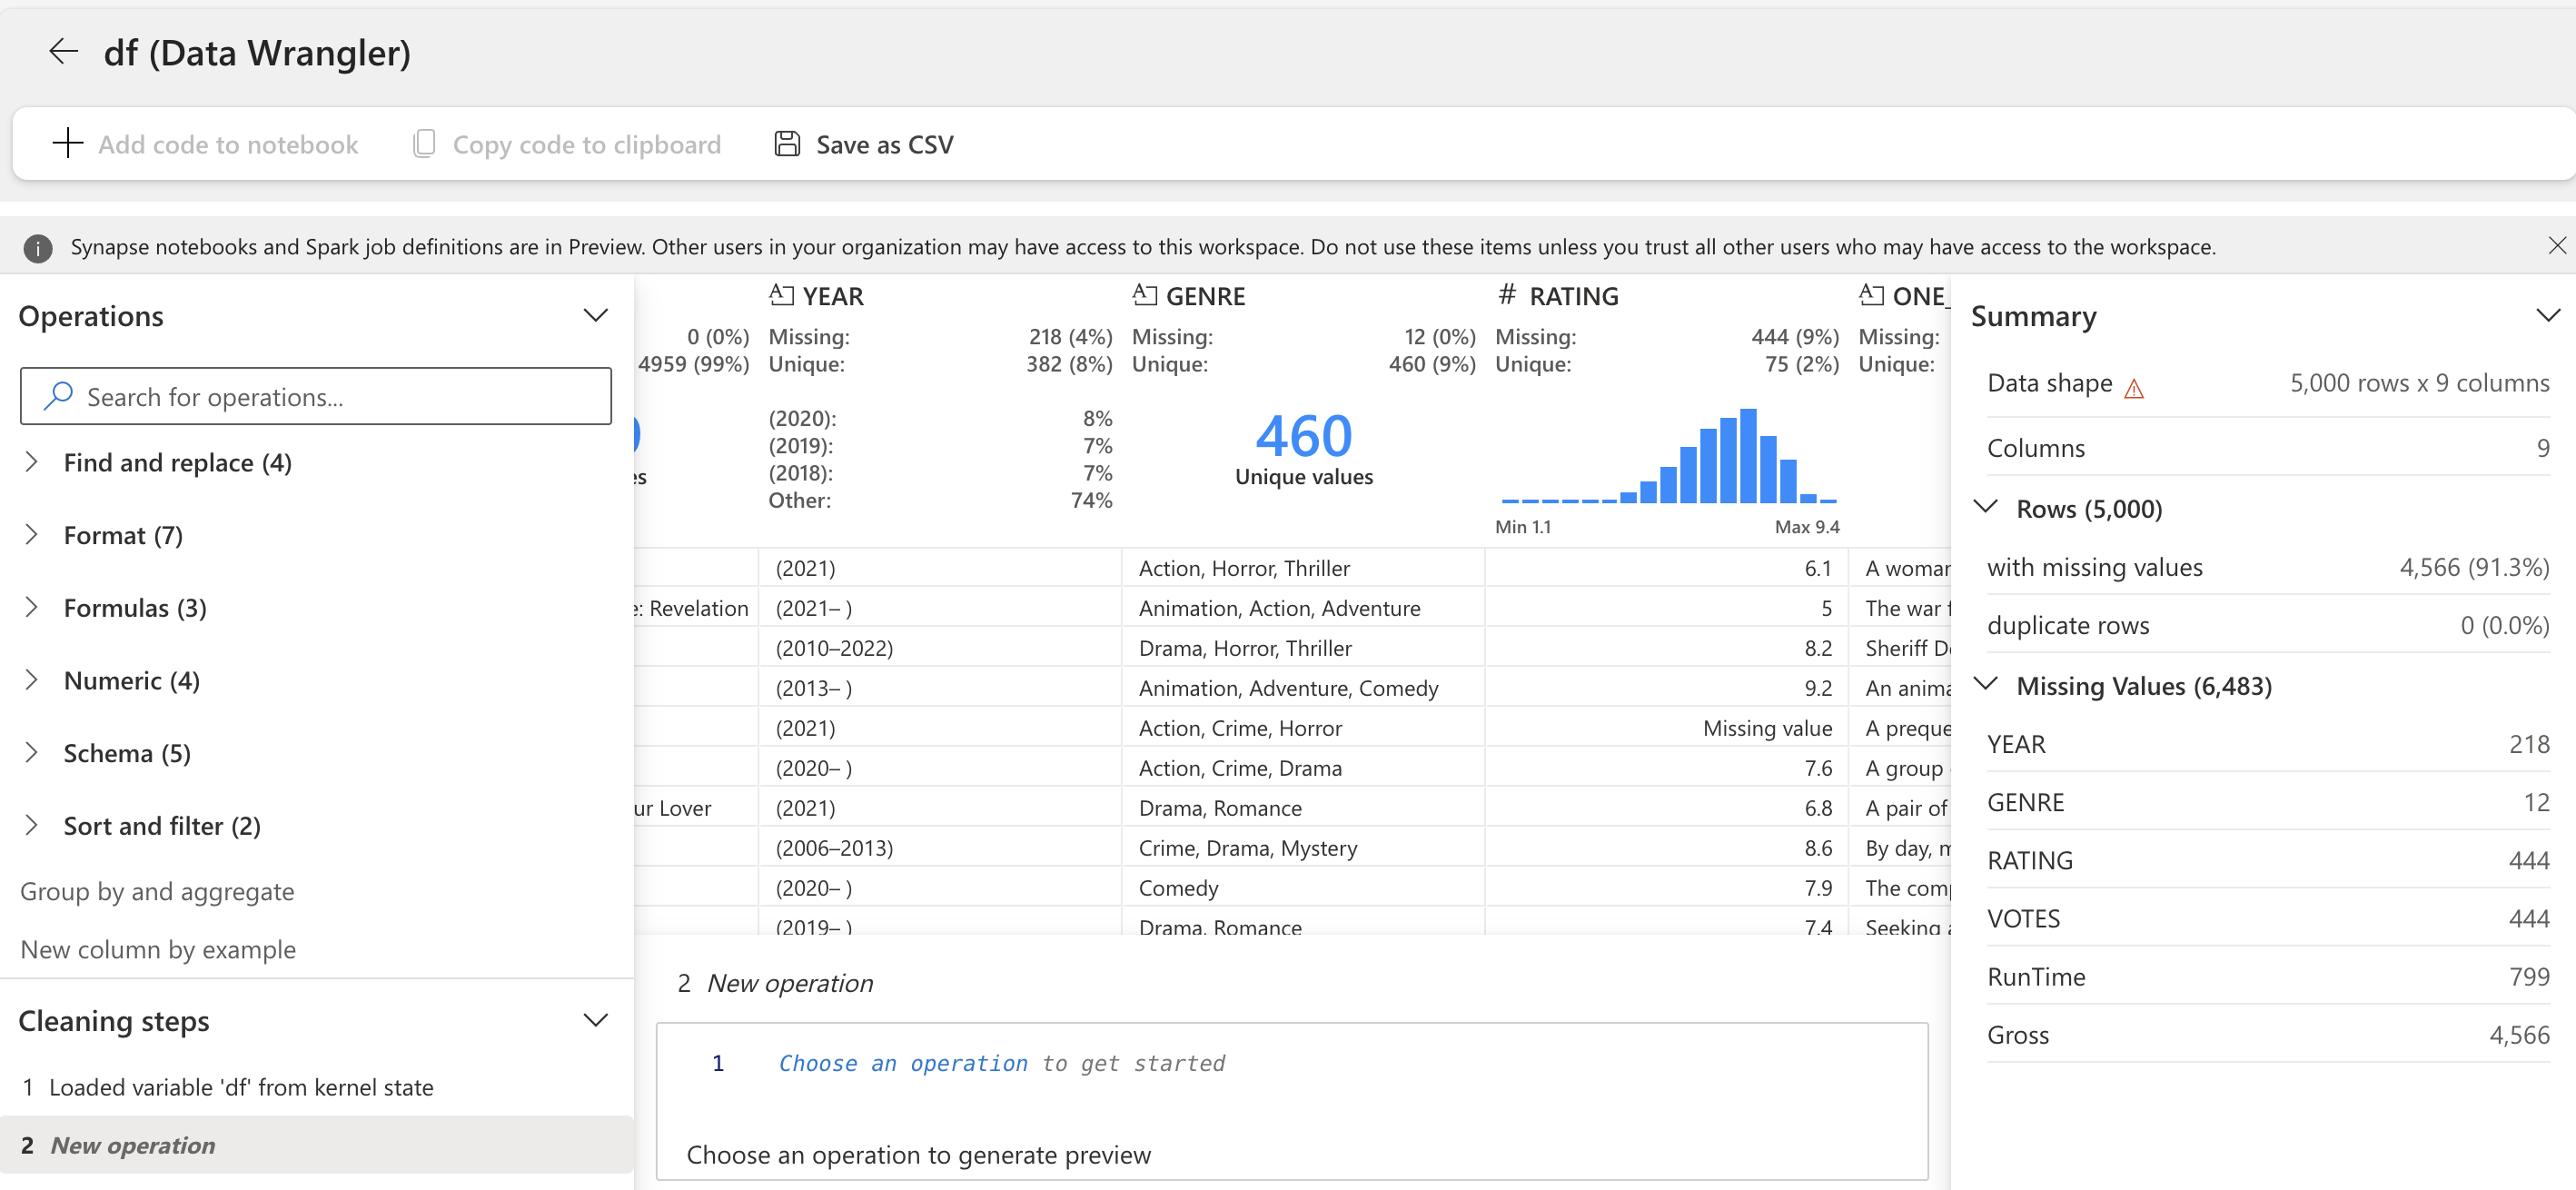 df (Data Wrangler)
Add code to notebook
Copy code to clipboard
Save as CSV
Synapse notebooks and Spark job definitions are in Preview. Other users in your organization may have access to this workspace. Do not use these items unless you trust all other users who may have access to the workspace.
Operations
Search for operations...
Find and replace (4)
Format (7)
Formulas (3)
Numeric (4)
Schema (5)
Sort and filter (2)
Group by and aggregate
New column by example
Cleaning steps
1 Loaded variable 'df' from kernel state
2 New operation
0 (0%)
4959 (99%)
YEAR
Missing: 218 (4%)
Unique: 382 (8%)
(2020): 8%
(2019): 7%
(2018): 7%
Other: 74%
GENRE
Missing: 12 (0%)
Unique: 460 (9%)
460
Unique values
# RATING
Missing: 444 (9%)
Unique: 75 (2%)
Min 1.1 Max 9.4
ONE_
Missing:
Unique:
(2021) Action, Horror, Thriller 6.1 A woman
: Revelation (2021– ) Animation, Action, Adventure 5 The war
(2010–2022) Drama, Horror, Thriller 8.2 Sheriff
(2013– ) Animation, Adventure, Comedy 9.2 An
(2021) Action, Crime, Horror Missing value A
(2020– ) Action, Crime, Drama 7.6 A group
ur Lover (2021) Drama, Romance 6.8 A pair of
(2006–2013) Crime, Drama, Mystery 8.6 By day,
(2020– ) Comedy 7.9 The
(2019– ) Drama, Romance 7.4 Seeking
2 New operation
1 Choose an operation to get started
Choose an operation to generate preview
Summary
Data shape 5,000 rows x 9 columns
Columns 9
Rows (5,000)
with missing values 4,566 (91.3%)
duplicate rows 0 (0.0%)
Missing Values (6,483)
YEAR 218
GENRE 12
RATING 444
VOTES 444
RunTime 799
Gross 4,566